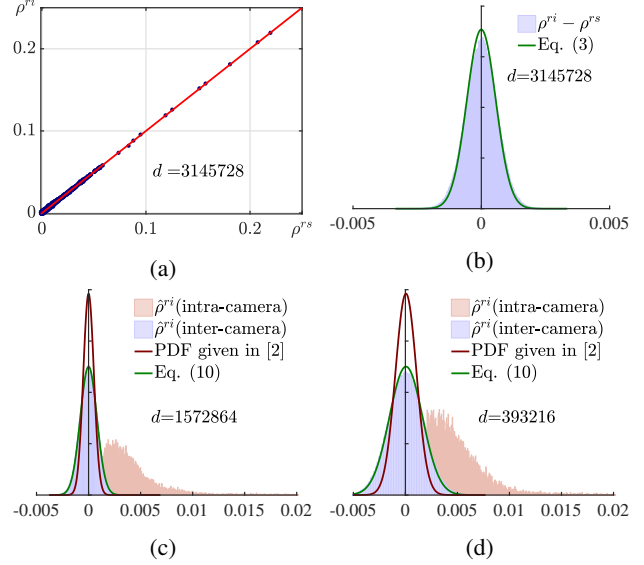 ρ^{ri}
0.2
0.1
0
d =3145728
0 0.1 0.2 ρ^{rs}
(a)
ρ^{ri} − ρ^{rs}
Eq. (3)
d=3145728
-0.005 0 0.005
(b)
ρ̂^{ri}(intra-camera)
ρ̂^{ri}(inter-camera)
PDF given in [2]
Eq. (10)
d=1572864
-0.005 0 0.005 0.01 0.015 0.02
(c)
ρ̂^{ri}(intra-camera)
ρ̂^{ri}(inter-camera)
PDF given in [2]
Eq. (10)
d=393216
-0.005 0 0.005 0.01 0.015 0.02
(d)